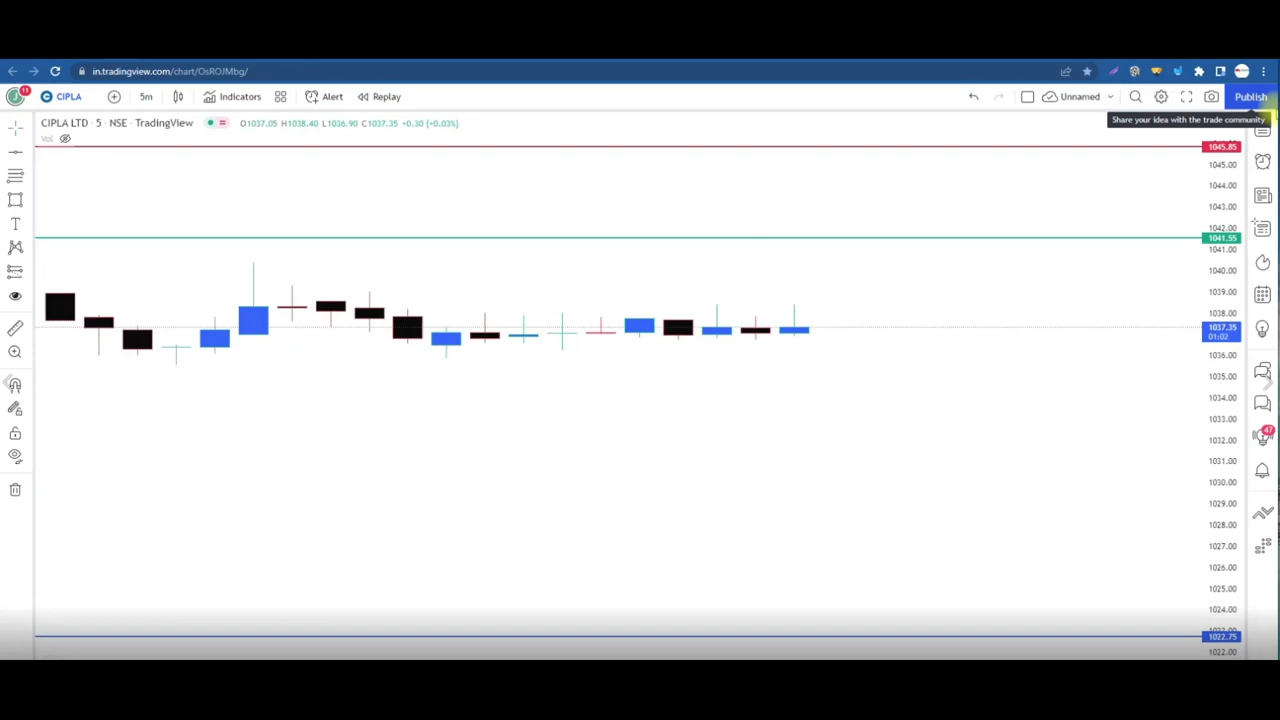 in.tradingview.com/chart/OsROJMbg/
11
CIPLA
5m
Indicators
Alert
Replay
Unnamed
Publish
CIPLA LTD · 5 · NSE · TradingView
O1037.05 H1038.40 L1036.90 C1037.35 +0.30 (+0.03%)
Share your idea with the trade community
Vol
1045.85
1045.00
1044.00
1043.00
1042.00
1041.55
1041.00
1040.00
1039.00
1038.00
1037.35
01:02
1036.00
1035.00
1034.00
1033.00
1032.00
47
1031.00
1030.00
1029.00
1028.00
1027.00
1026.00
1025.00
1024.00
1022.75
1022.00